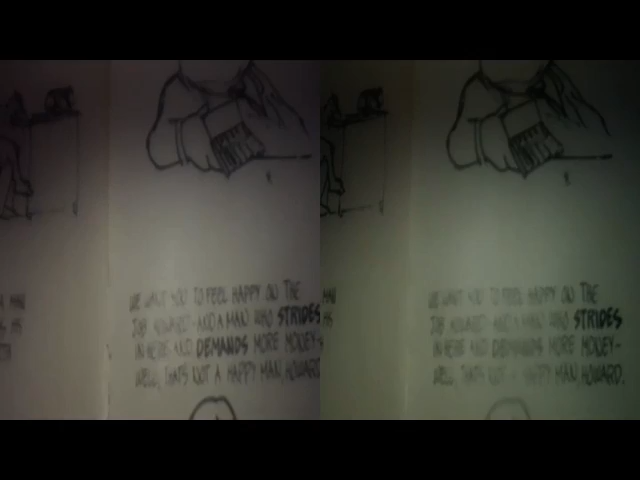 WE WANT YOU TO FEEL HAPPY ON THE
JOB HOWARD - AND A MAN WHO STRIDES
IN HERE AND DEMANDS MORE MONEY -
WELL, THATS NOT A HAPPY MAN, HOWARD.